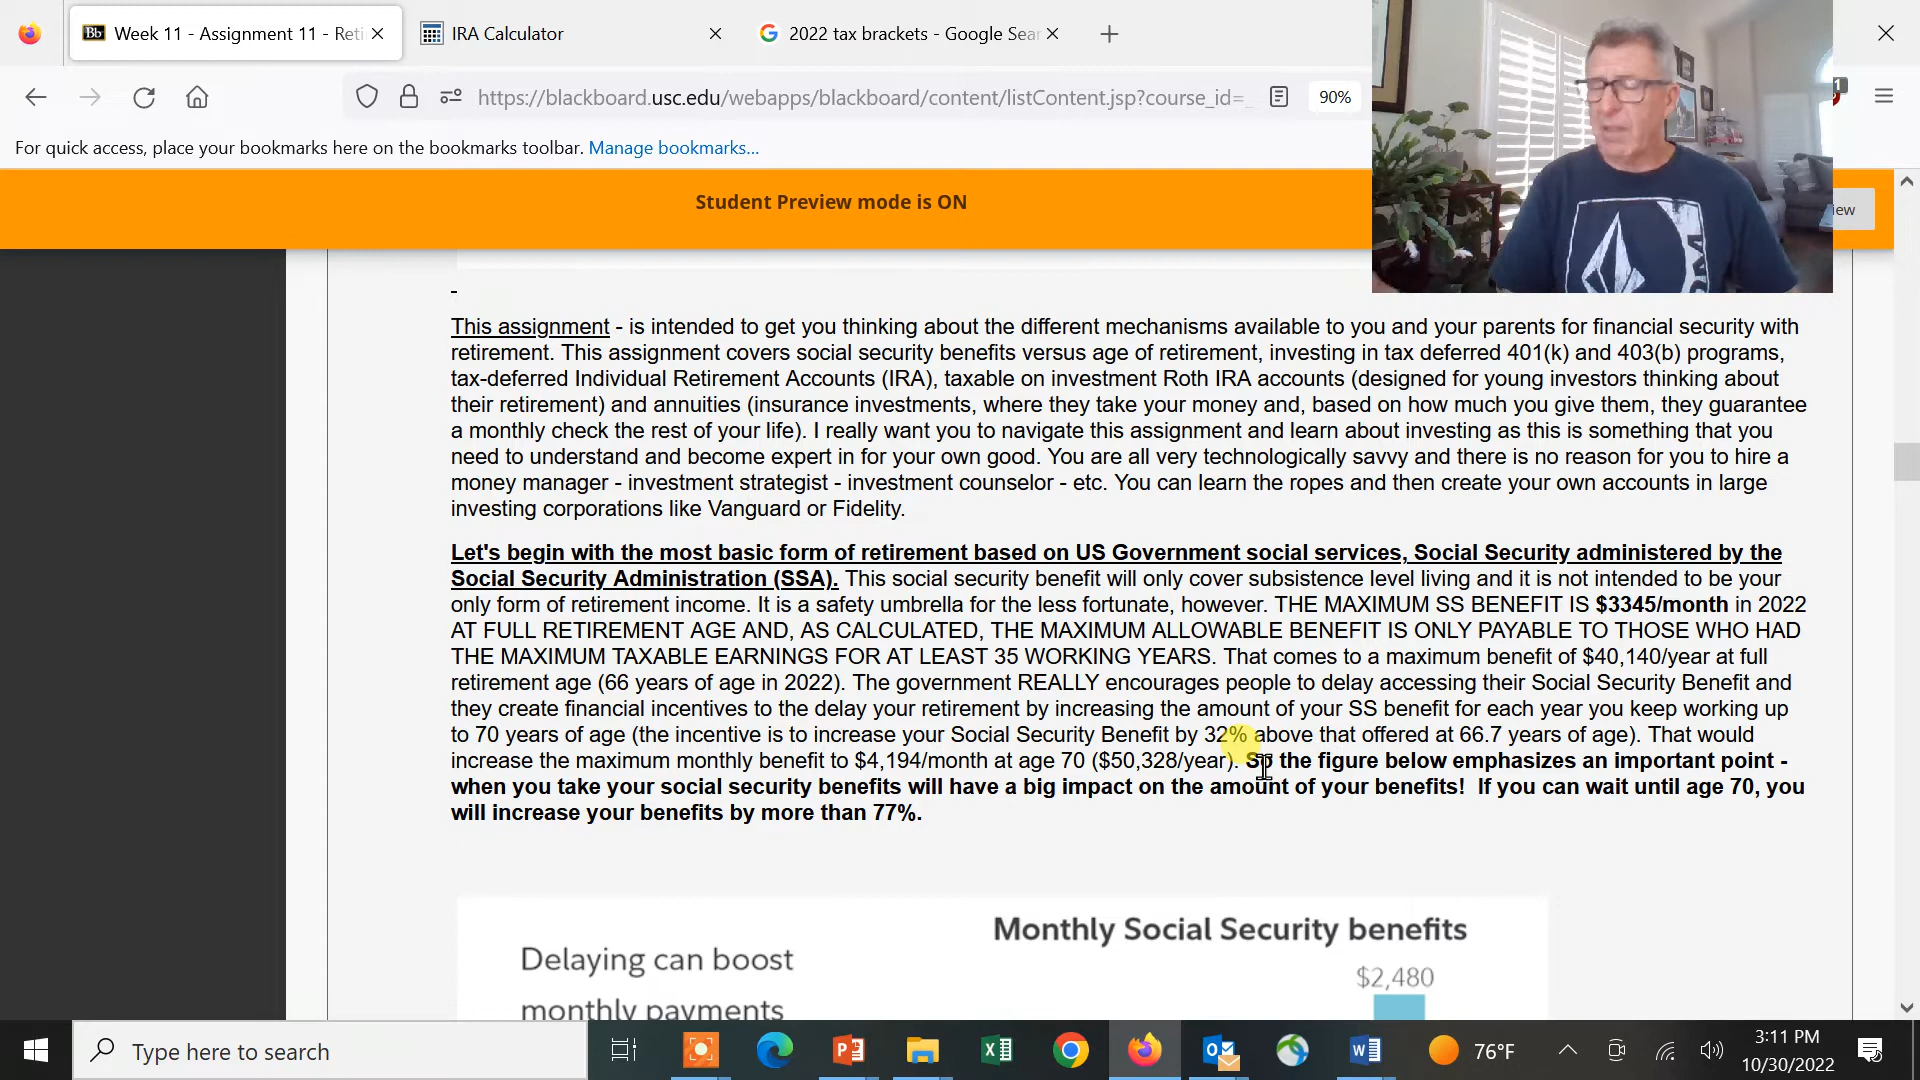 Week 11 - Assignment 11 - Reti
IRA Calculator
2022 tax brackets - Google Sear
https://blackboard.usc.edu/webapps/blackboard/content/listContent.jsp?course_id=_
90%
For quick access, place your bookmarks here on the bookmarks toolbar. Manage bookmarks...
Student Preview mode is ON
-
This assignment - is intended to get you thinking about the different mechanisms available to you and your parents for financial security with
retirement. This assignment covers social security benefits versus age of retirement, investing in tax deferred 401(k) and 403(b) programs,
tax-deferred Individual Retirement Accounts (IRA), taxable on investment Roth IRA accounts (designed for young investors thinking about
their retirement) and annuities (insurance investments, where they take your money and, based on how much you give them, they guarantee
a monthly check the rest of your life). I really want you to navigate this assignment and learn about investing as this is something that you
need to understand and become expert in for your own good. You are all very technologically savvy and there is no reason for you to hire a
money manager - investment strategist - investment counselor - etc. You can learn the ropes and then create your own accounts in large
investing corporations like Vanguard or Fidelity.
Let's begin with the most basic form of retirement based on US Government social services, Social Security administered by the
Social Security Administration (SSA). This social security benefit will only cover subsistence level living and it is not intended to be your
only form of retirement income. It is a safety umbrella for the less fortunate, however. THE MAXIMUM SS BENEFIT IS $3345/month in 2022
AT FULL RETIREMENT AGE AND, AS CALCULATED, THE MAXIMUM ALLOWABLE BENEFIT IS ONLY PAYABLE TO THOSE WHO HAD
THE MAXIMUM TAXABLE EARNINGS FOR AT LEAST 35 WORKING YEARS. That comes to a maximum benefit of $40,140/year at full
retirement age (66 years of age in 2022). The government REALLY encourages people to delay accessing their Social Security Benefit and
they create financial incentives to the delay your retirement by increasing the amount of your SS benefit for each year you keep working up
to 70 years of age (the incentive is to increase your Social Security Benefit by 32% above that offered at 66.7 years of age). That would
increase the maximum monthly benefit to $4,194/month at age 70 ($50,328/year). So the figure below emphasizes an important point -
when you take your social security benefits will have a big impact on the amount of your benefits! If you can wait until age 70, you
will increase your benefits by more than 77%.
Monthly Social Security benefits
Delaying can boost
$2,480
monthly payments
Type here to search
76°F
3:11 PM
10/30/2022